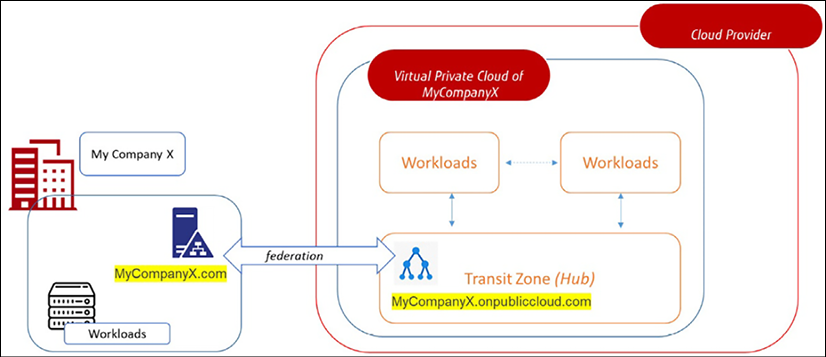 Cloud Provider
Virtual Private Cloud of
MyCompanyX
My Company X
Workloads
Workloads
federation
MyCompanyX.com
Transit Zone (Hub)
MyCompanyX.onpubliccloud.com
Workloads